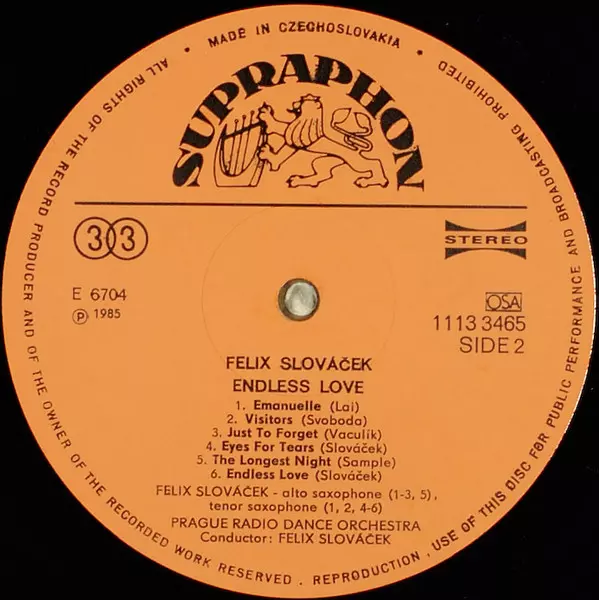 ALL RIGHTS OF THE RECORD PRODUCER AND OF THE OWNER OF THE RECORDED WORK RESERVED . REPRODUCTION . USE OF THIS DISC FOR PUBLIC PERFORMANCE AND BROADCASTING PROHIBITED
• MADE IN CZECHOSLOVAKIA •
SUPRAPHON
33
STEREO
E 6704
℗ 1985
OSA
1113 3465
SIDE 2
FELIX SLOVÁČEK
ENDLESS LOVE
1. Emanuelle (Lai)
2. Visitors (Svoboda)
3. Just To Forget (Vaculík)
4. Eyes For Tears (Slováček)
5. The Longest Night (Sample)
6. Endless Love (Slováček)
FELIX SLOVÁČEK - alto saxophone (1-3, 5),
tenor saxophone (1, 2, 4-6)
PRAGUE RADIO DANCE ORCHESTRA
Conductor: FELIX SLOVÁČEK